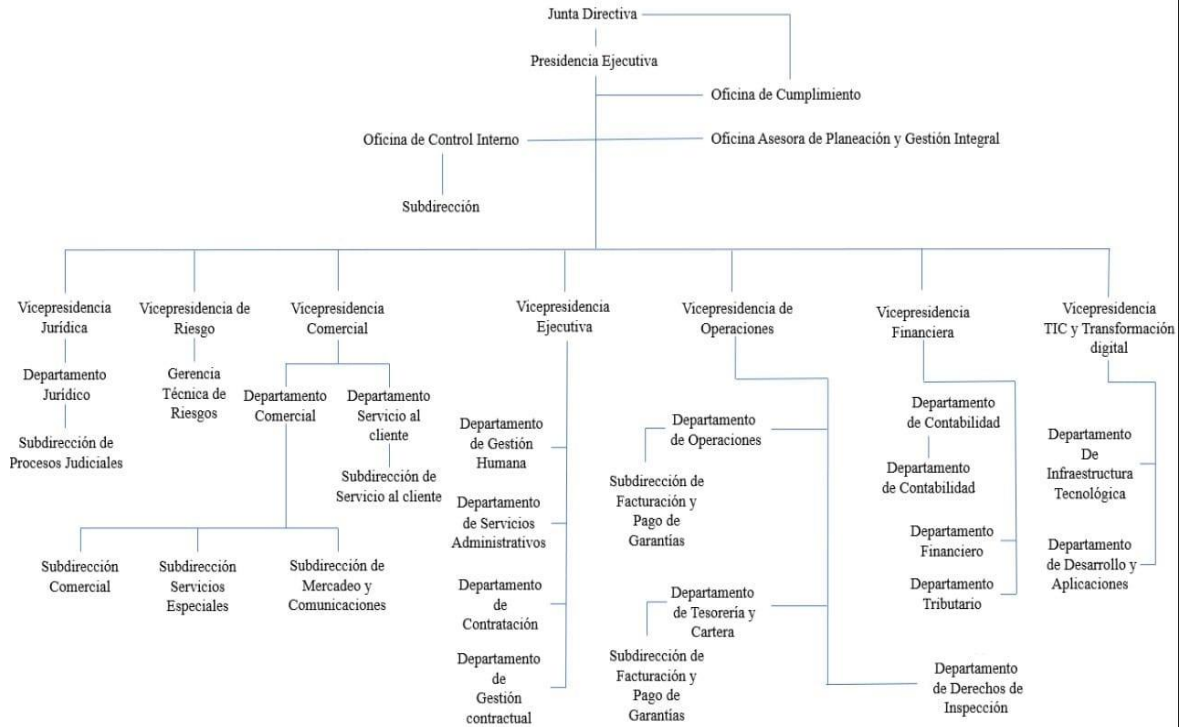 Junta Directiva
Presidencia Ejecutiva
Oficina de Cumplimiento
Oficina de Control Interno
Oficina Asesora de Planeación y Gestión Integral
Subdirección
Vicepresidencia
Jurídica
Departamento
Jurídico
Subdirección de
Procesos Judiciales
Vicepresidencia de
Riesgo
Gerencia
Técnica de
Riesgos
Vicepresidencia
Comercial
Departamento
Comercial
Departamento
Servicio al
cliente
Subdirección de
Servicio al cliente
Subdirección
Comercial
Subdirección
Servicios
Especiales
Subdirección de
Mercadeo y
Comunicaciones
Vicepresidencia
Ejecutiva
Departamento
de Gestión
Humana
Departamento
de Servicios
Administrativos
Departamento
de
Contratación
Departamento
de
Gestión
contractual
Vicepresidencia de
Operaciones
Departamento
de Operaciones
Subdirección de
Facturación y
Pago de
Garantías
Departamento
de Tesorería y
Cartera
Subdirección de
Facturación y
Pago de
Garantías
Departamento
de Derechos de
Inspección
Vicepresidencia
Financiera
Departamento
de Contabilidad
Departamento
de Contabilidad
Departamento
Financiero
Departamento
Tributario
Vicepresidencia
TIC y Transformación
digital
Departamento
De
Infraestructura
Tecnológica
Departamento
de Desarrollo y
Aplicaciones